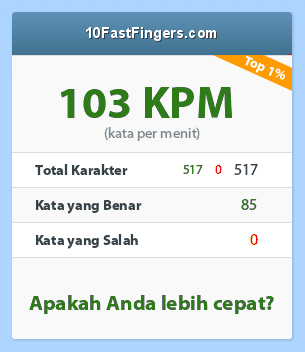 10FastFingers.com
Top 1%
103 KPM
(kata per menit)
Total Karakter 517 0 517
Kata yang Benar 85
Kata yang Salah 0
Apakah Anda lebih cepat?